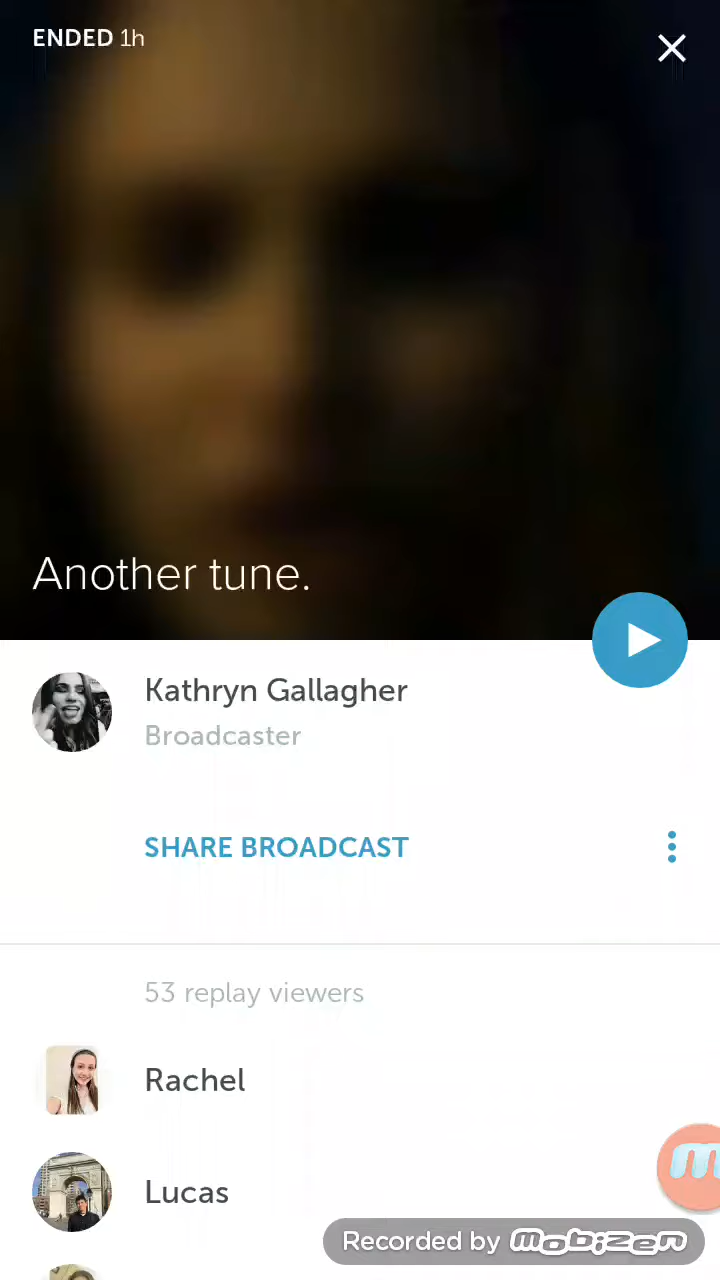 ENDED 1h
Another tune.
Kathryn Gallagher
Broadcaster
SHARE BROADCAST
53 replay viewers
Rachel
Lucas
Recorded by mobizen